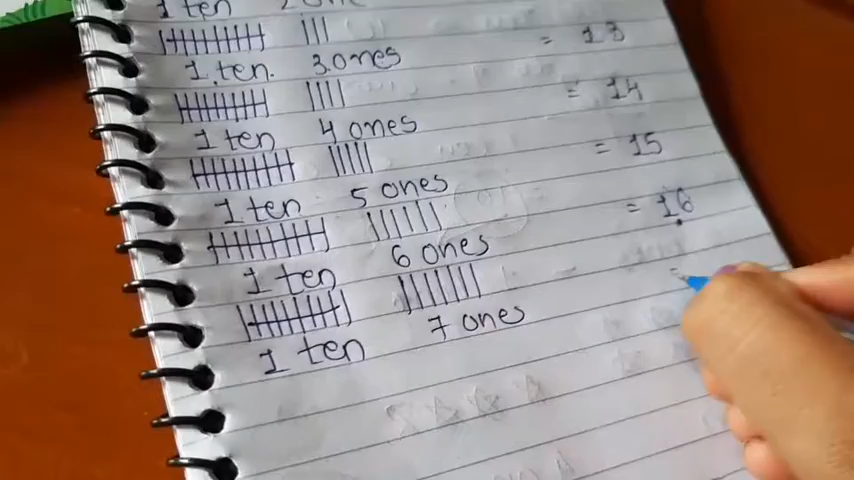 1 ten
= 13
1 ten 3 ones
= 14
1 ten 4 ones
= 15
1 ten 5 ones
= 16
1 ten 6 ones
1 ten 7 ones